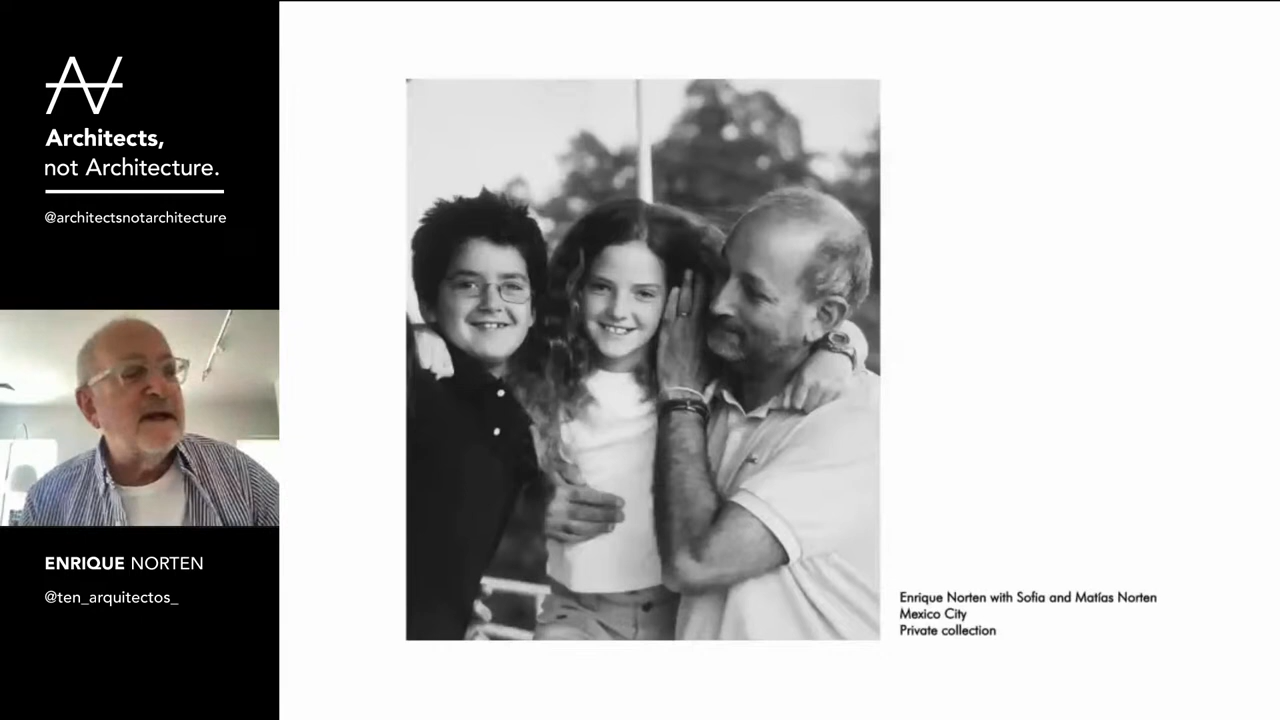 Architects,
not Architecture.
@architectsnotarchitecture
ENRIQUE NORTEN
@ten_arquitectos_
Enrique Norten with Sofia and Matías Norten
Mexico City
Private collection